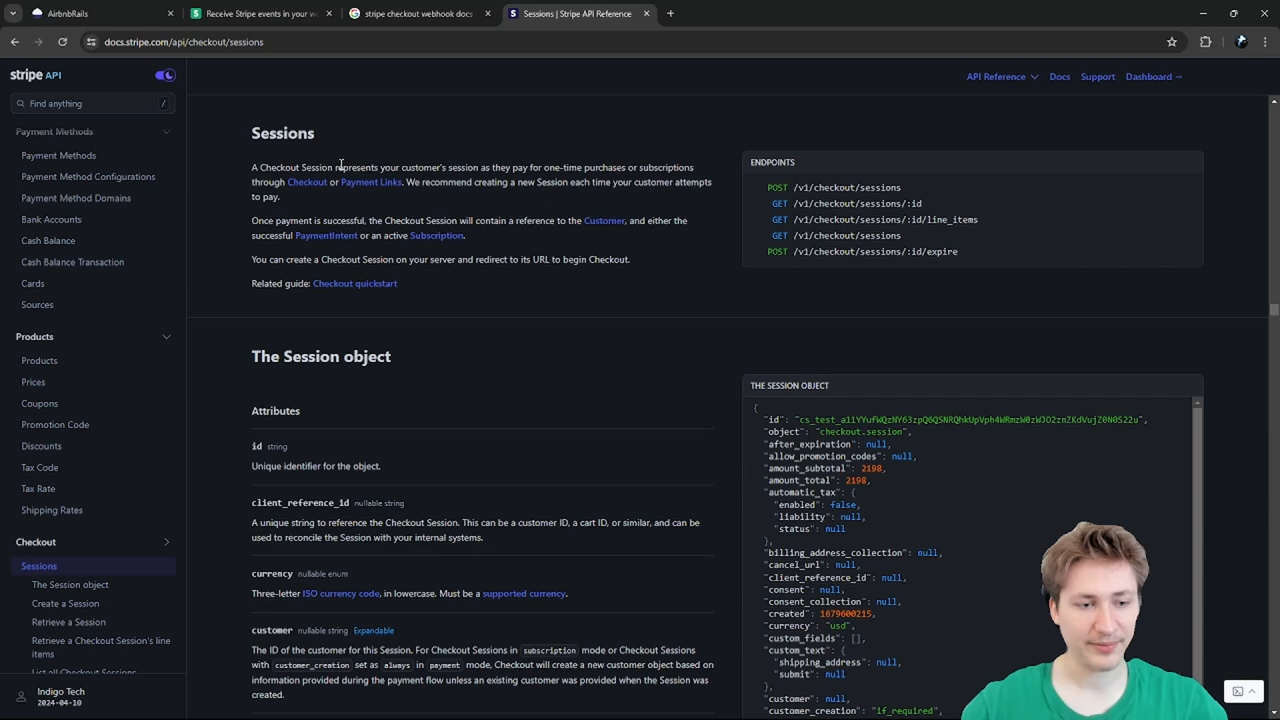 AirbnbRails
Receive Stripe events in your w
stripe checkout webhook docs
Sessions | Stripe API Reference
docs.stripe.com/api/checkout/sessions
stripe API
Find anything
/
Payment Methods
Payment Methods
Payment Method Configurations
Payment Method Domains
Bank Accounts
Cash Balance
Cash Balance Transaction
Cards
Sources
Products
Products
Prices
Coupons
Promotion Code
Discounts
Tax Code
Tax Rate
Shipping Rates
Checkout
Sessions
The Session object
Create a Session
Retrieve a Session
Retrieve a Checkout Session's line
items
List all Checkout Sessions
Indigo Tech
2024-04-10
API Reference
Docs
Support
Dashboard →
Sessions
A Checkout Session represents your customer's session as they pay for one-time purchases or subscriptions
through Checkout or Payment Links. We recommend creating a new Session each time your customer attempts
to pay.
Once payment is successful, the Checkout Session will contain a reference to the Customer, and either the
successful PaymentIntent or an active Subscription.
You can create a Checkout Session on your server and redirect to its URL to begin Checkout.
Related guide: Checkout quickstart
ENDPOINTS
POST /v1/checkout/sessions
GET /v1/checkout/sessions/:id
GET /v1/checkout/sessions/:id/line_items
GET /v1/checkout/sessions
POST /v1/checkout/sessions/:id/expire
The Session object
Attributes
id string
Unique identifier for the object.
client_reference_id nullable string
A unique string to reference the Checkout Session. This can be a customer ID, a cart ID, or similar, and can be
used to reconcile the Session with your internal systems.
currency nullable enum
Three-letter ISO currency code, in lowercase. Must be a supported currency.
customer nullable string Expandable
The ID of the customer for this Session. For Checkout Sessions in subscription mode or Checkout Sessions
with customer_creation set as always in payment mode, Checkout will create a new customer object based on
information provided during the payment flow unless an existing customer was provided when the Session was
created.
THE SESSION OBJECT
{
"id": "cs_test_a11YYufWQzNY63zpQ6QSNRQhkUpVph4WRmzW0zWJO2znZKdVujZ0N0S22u",
"object": "checkout.session",
"after_expiration": null,
"allow_promotion_codes": null,
"amount_subtotal": 2198,
"amount_total": 2198,
"automatic_tax": {
"enabled": false,
"liability": null,
"status": null
},
"billing_address_collection": null,
"cancel_url": null,
"client_reference_id": null,
"consent": null,
"consent_collection": null,
"created": 1679600215,
"currency": "usd",
"custom_fields": [],
"custom_text": {
"shipping_address": null,
"submit": null
},
"customer": null,
"customer_creation": "if_required",